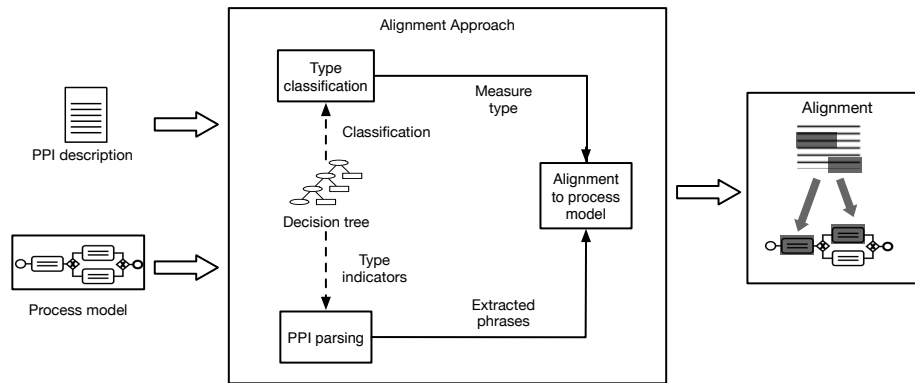 Alignment Approach
Type
classification
Measure
type
Classification
PPI description
Decision tree
Alignment
to process
model
Alignment
Type
indicators
Process model
PPI parsing
Extracted
phrases